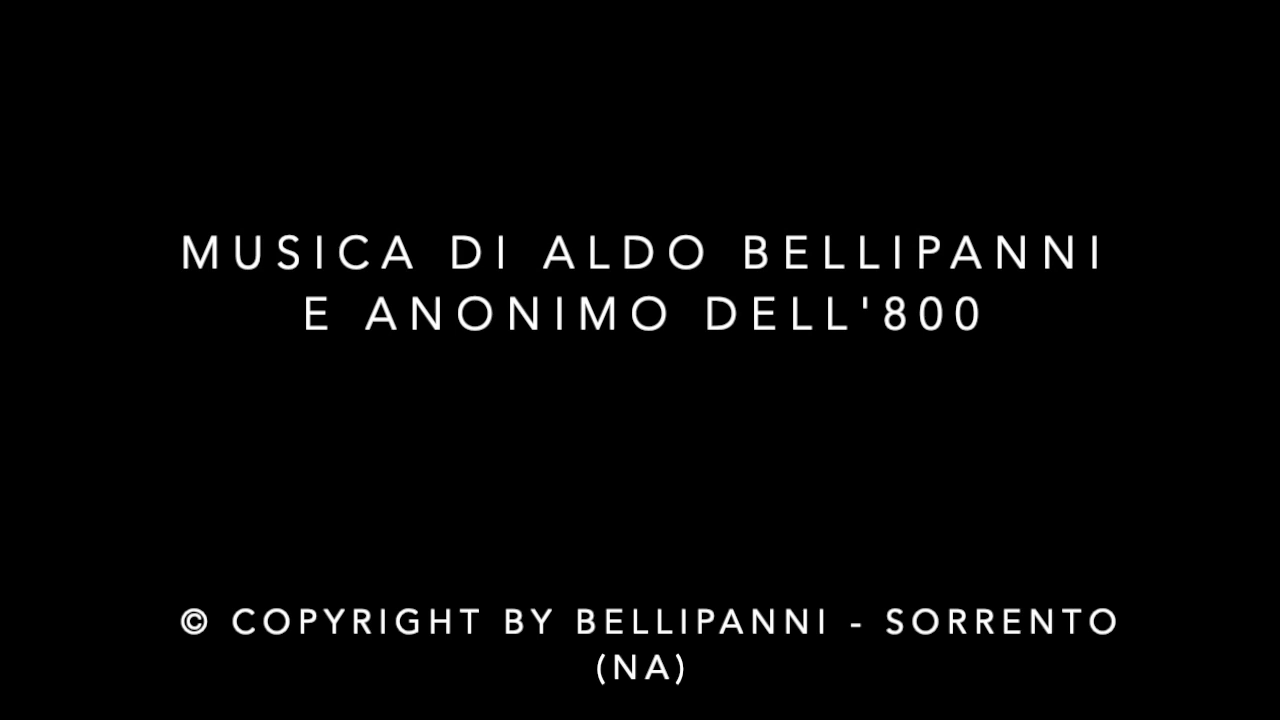 MUSICA DI ALDO BELLIPANNI
E ANONIMO DELL'800
© COPYRIGHT BY BELLIPANNI - SORRENTO
(NA)